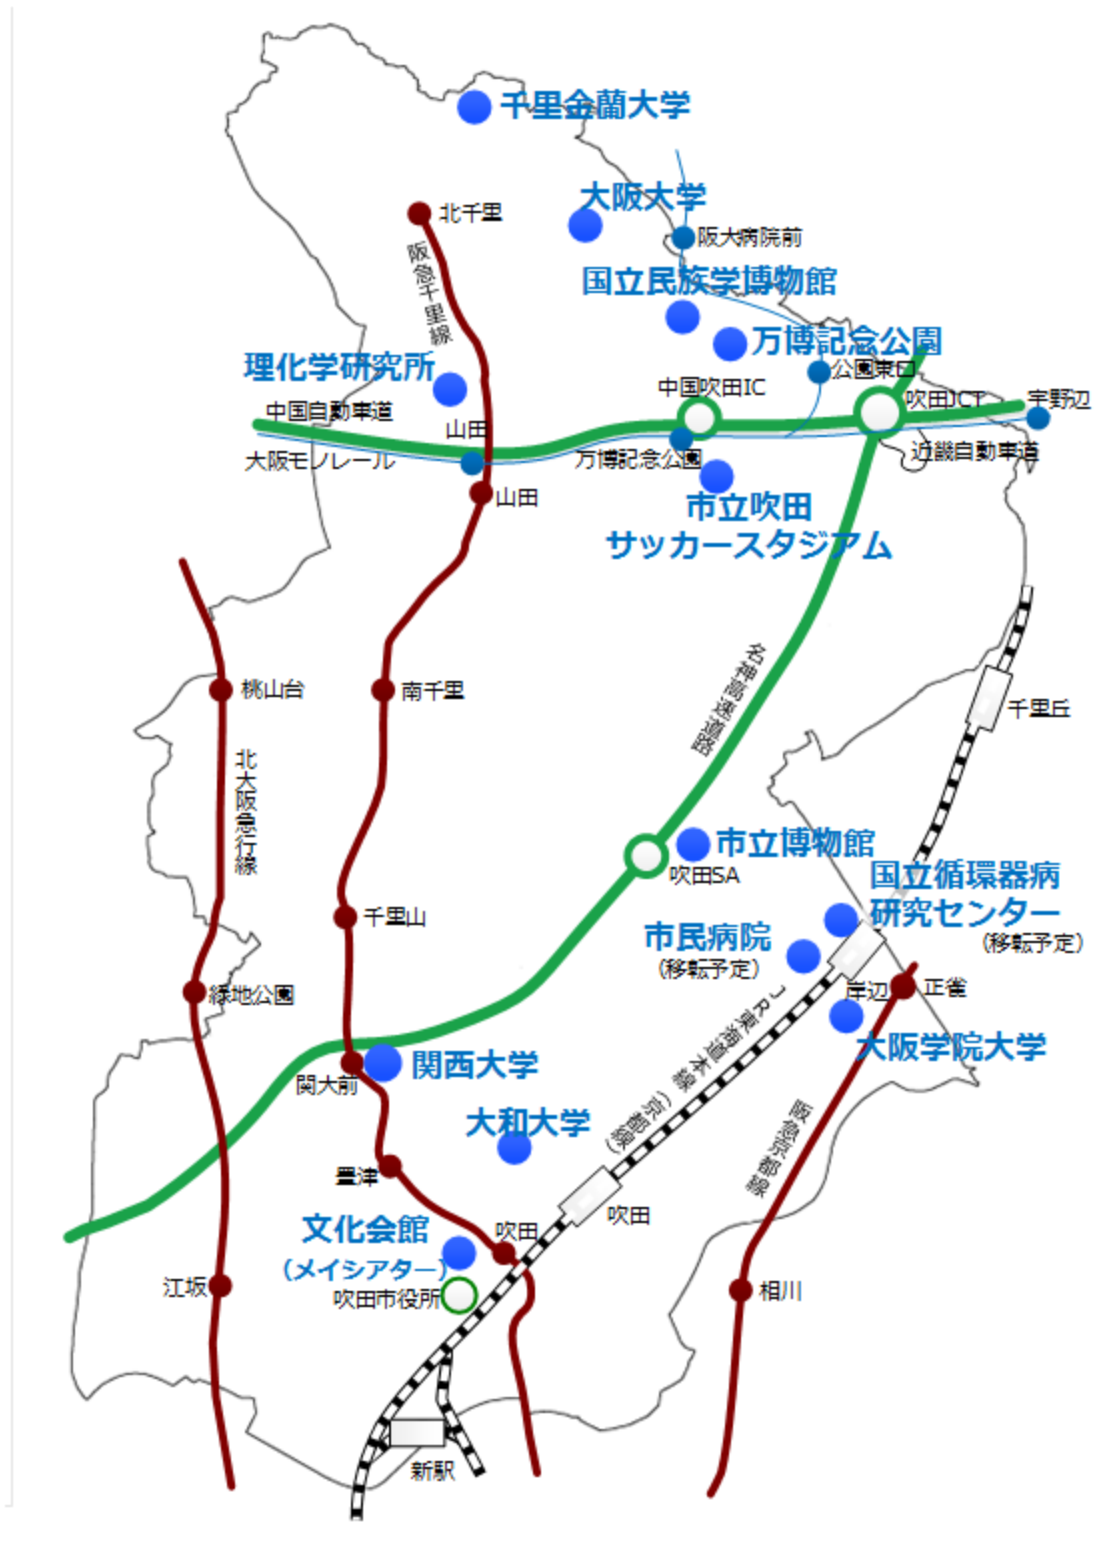 千里金蘭大学
大阪大学
北千里
阪大病院前
阪急千里線
国立民族学博物館
万博記念公園
理化学研究所
公園東口
中国吹田IC
吹田JCT
宇野辺
中国自動車道
山田
大阪モノレール
万博記念公園
近畿自動車道
山田
市立吹田
サッカースタジアム
名神高速道路
桃山台
南千里
千里丘
北大阪急行線
市立博物館
吹田SA
国立循環器病
研究センター
(移転予定)
千里山
市民病院
(移転予定)
緑地公園
岸辺
正雀
JR東海道本線(京都線)
大阪学院大学
関西大学
関大前
大和大学
阪急京都線
豊津
文化会館
(メイシアター)
吹田
吹田
吹田市役所
江坂
相川
新駅